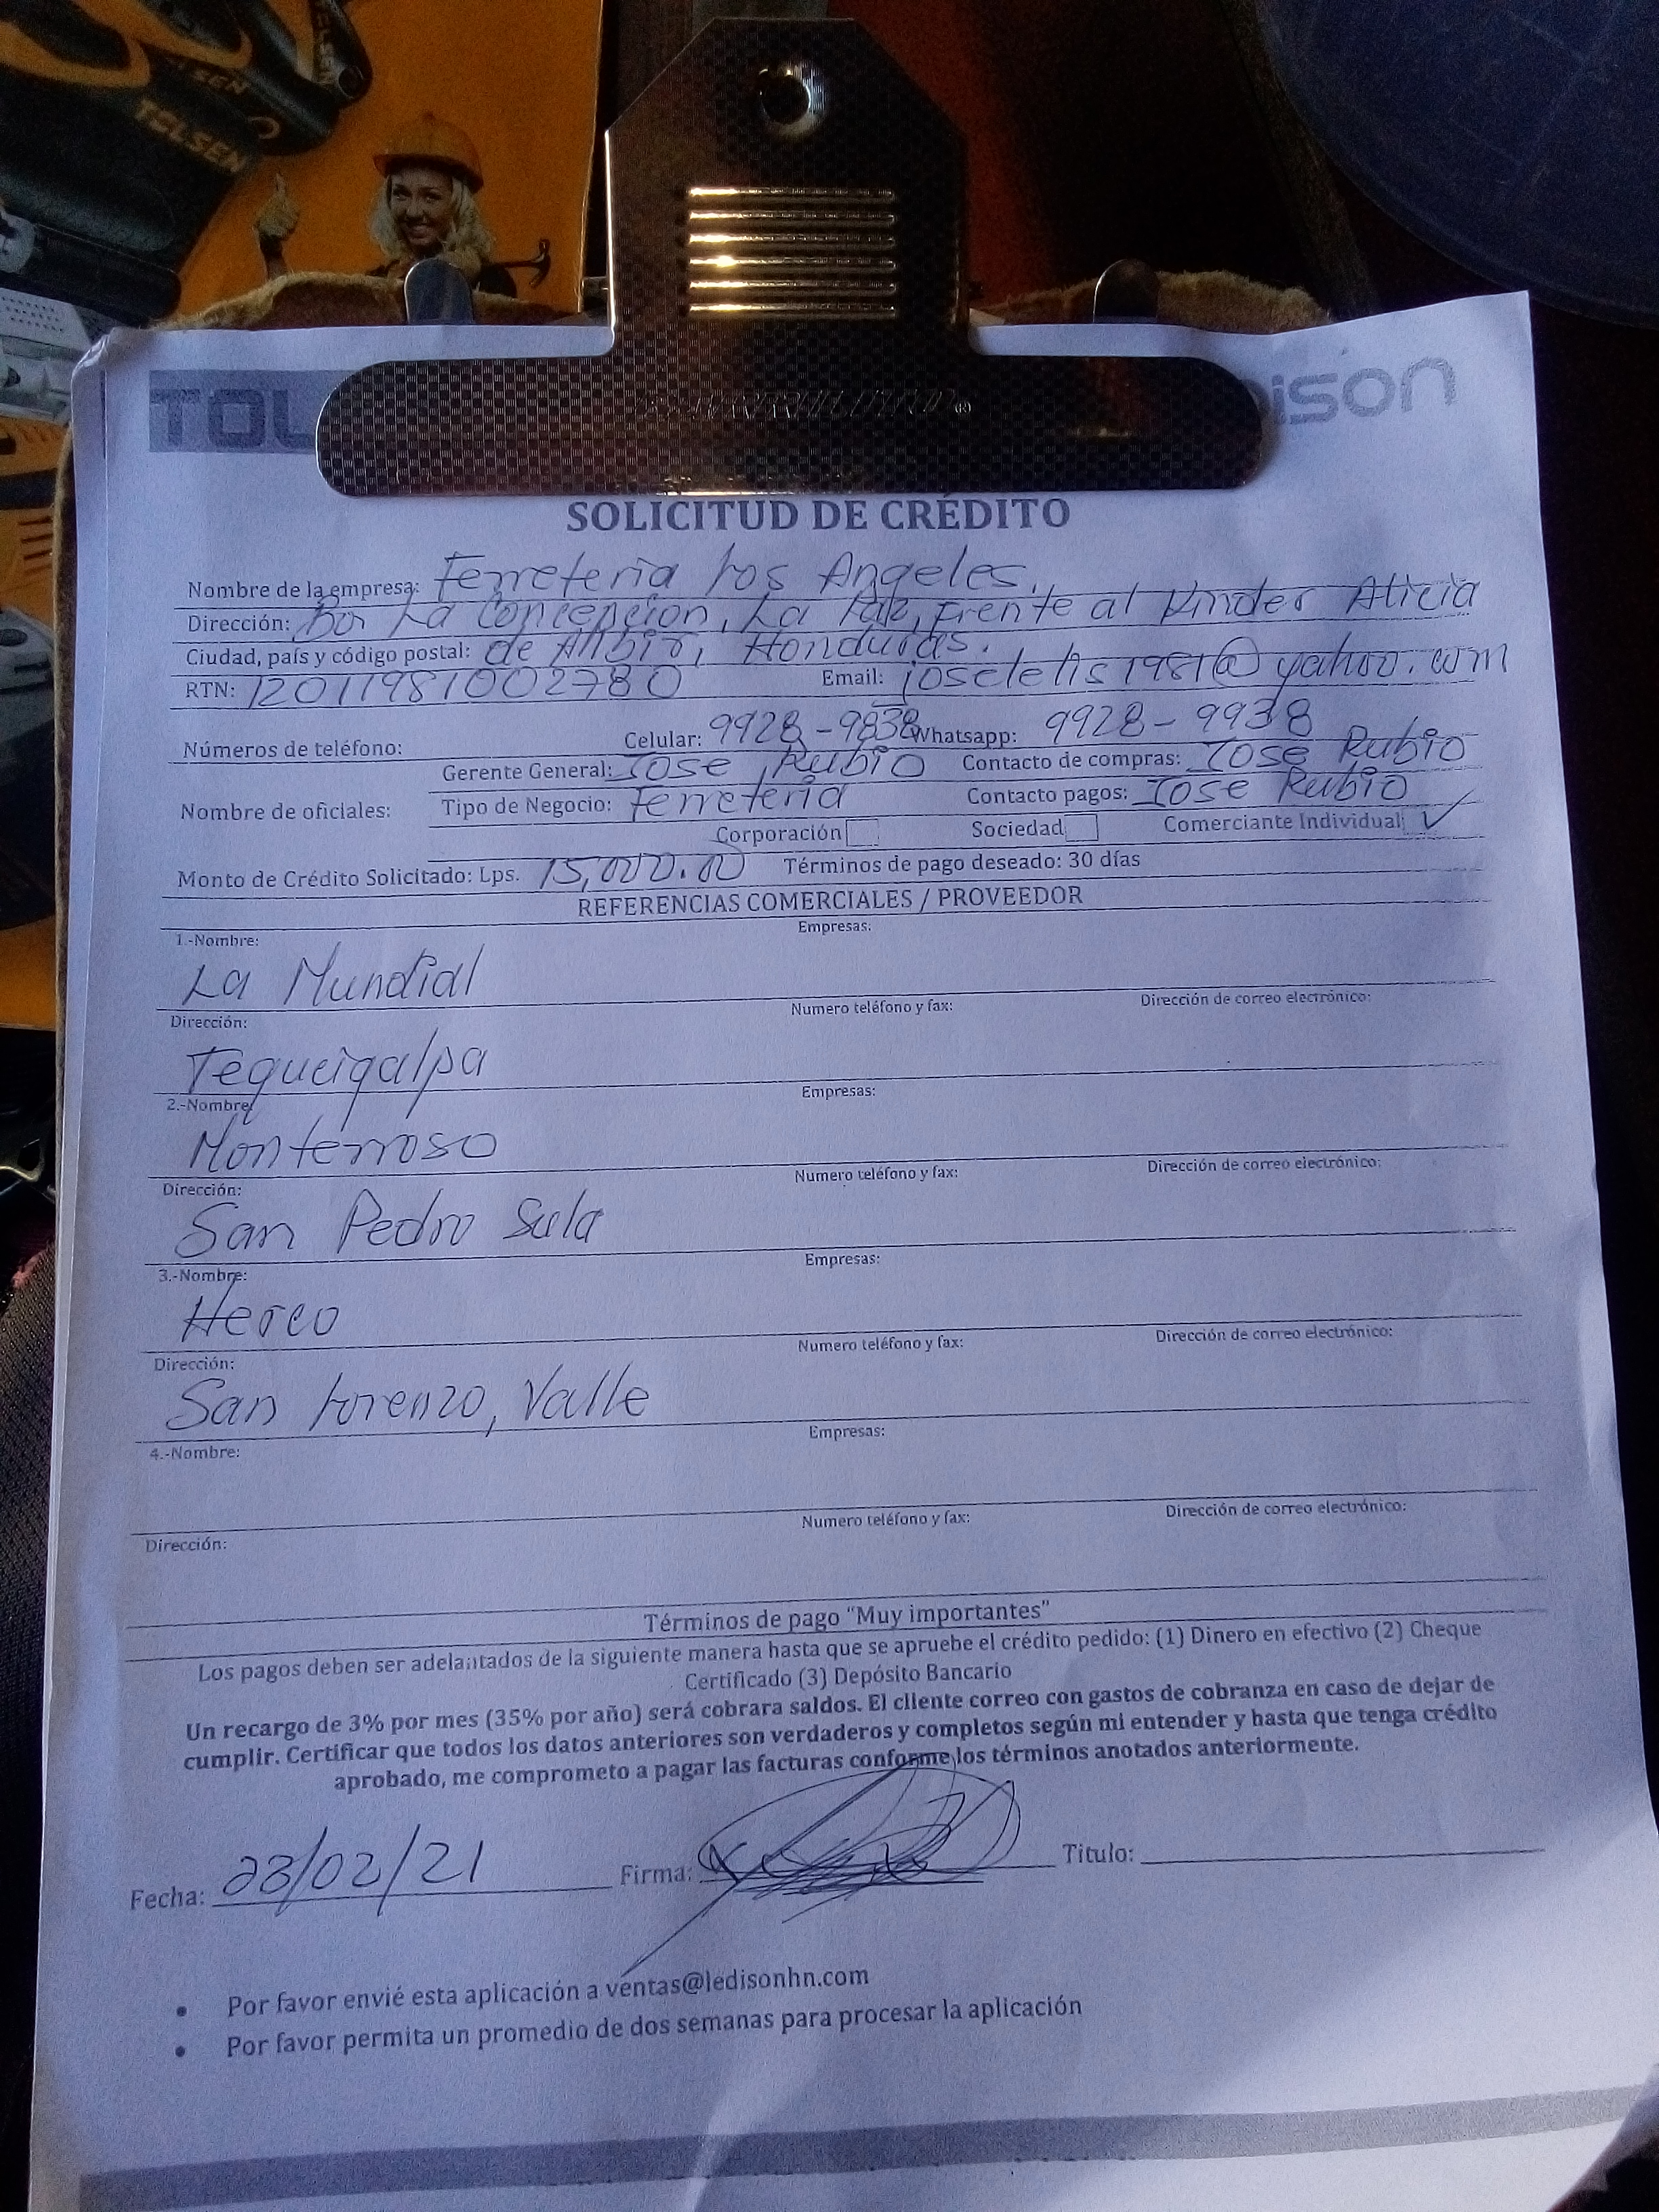 TOLSEN
TOL
ison
SOLICITUD DE CRÉDITO
Nombre de la empresa: Ferreteria Los Angeles.
Dirección: Bo. La Concepcion, La Paz, frente al Kinder Alicia
Ciudad, país y código postal: de Albir, Honduras.
RTN: 12011981002780 Email: joseletis1981@yahoo.com
Números de teléfono: Celular: 9928-9838 Whatsapp: 9928-9938
Gerente General: Jose Rubio Contacto de compras: Jose Rubio
Nombre de oficiales: Tipo de Negocio: Ferreteria Contacto pagos: Jose Rubio
Corporación Sociedad Comerciante Individual ✓
Monto de Crédito Solicitado: Lps. 15,000.00 Términos de pago deseado: 30 días
REFERENCIAS COMERCIALES / PROVEEDOR
1.-Nombre: Empresas:
La Mundial
Dirección: Numero teléfono y fax: Dirección de correo electrónico:
Tegucigalpa
2.-Nombre: Empresas:
Monterroso
Dirección: Numero teléfono y fax: Dirección de correo electrónico:
San Pedro Sula
3.-Nombre: Empresas:
Herco
Dirección: Numero teléfono y fax: Dirección de correo electrónico:
San Lorenzo, Valle
4.-Nombre: Empresas:
Dirección: Numero teléfono y fax: Dirección de correo electrónico:
Términos de pago "Muy importantes"
Los pagos deben ser adelantados de la siguiente manera hasta que se apruebe el crédito pedido: (1) Dinero en efectivo (2) Cheque
Certificado (3) Depósito Bancario
Un recargo de 3% por mes (35% por año) será cobrara saldos. El cliente correo con gastos de cobranza en caso de dejar de
cumplir. Certificar que todos los datos anteriores son verdaderos y completos según mi entender y hasta que tenga crédito
aprobado, me comprometo a pagar las facturas conforme los términos anotados anteriormente.
Fecha: 23/02/21 Firma: Titulo:
• Por favor envié esta aplicación a ventas@ledisonhn.com
• Por favor permita un promedio de dos semanas para procesar la aplicación